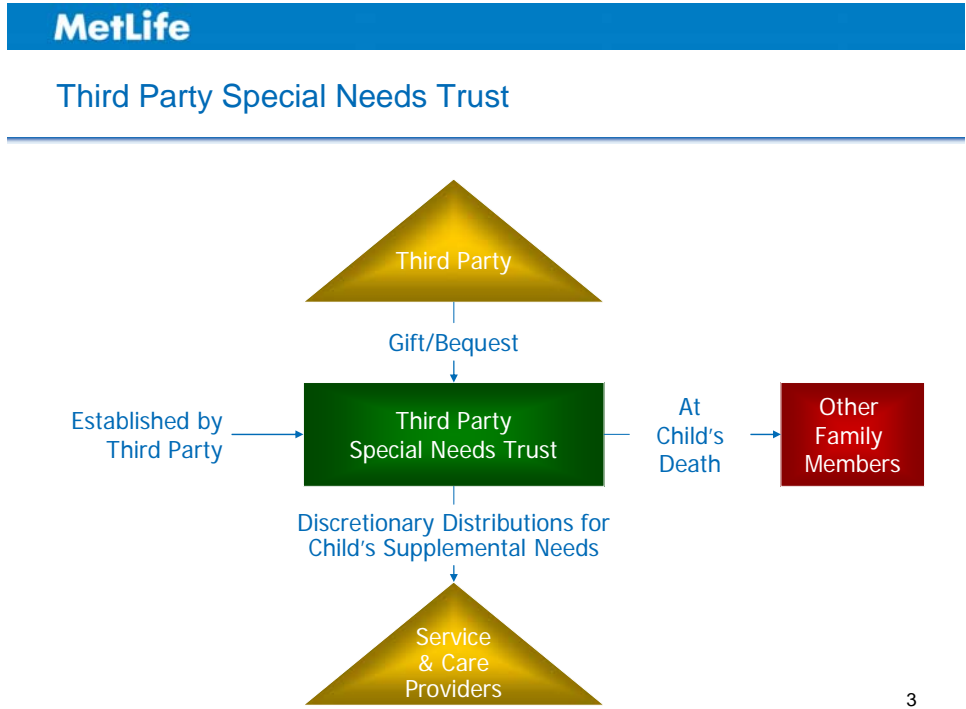 MetLife
Third Party Special Needs Trust
Third Party
Gift/Bequest
Established by
Third Party
Third Party
Special Needs Trust
At
Child's
Death
Other
Family
Members
Discretionary Distributions for
Child's Supplemental Needs
Service
& Care
Providers
3